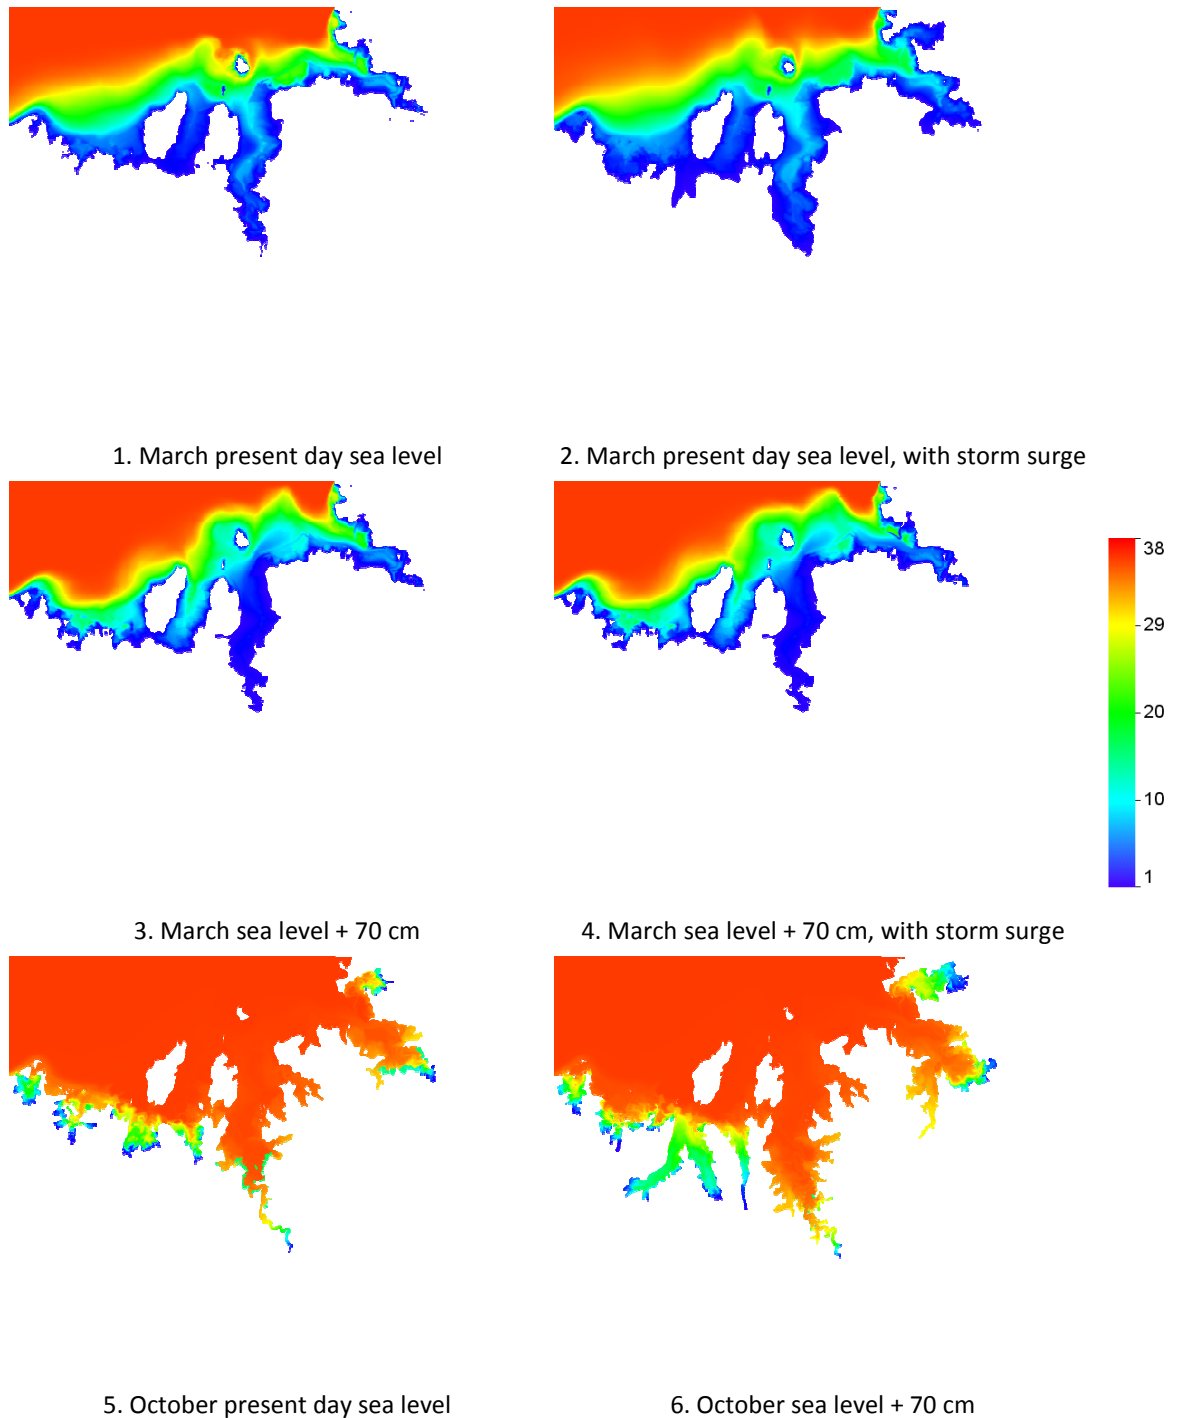 1. March present day sea level
2. March present day sea level, with storm surge
38
29
20
10
1
3. March sea level + 70 cm
4. March sea level + 70 cm, with storm surge
5. October present day sea level
6. October sea level + 70 cm